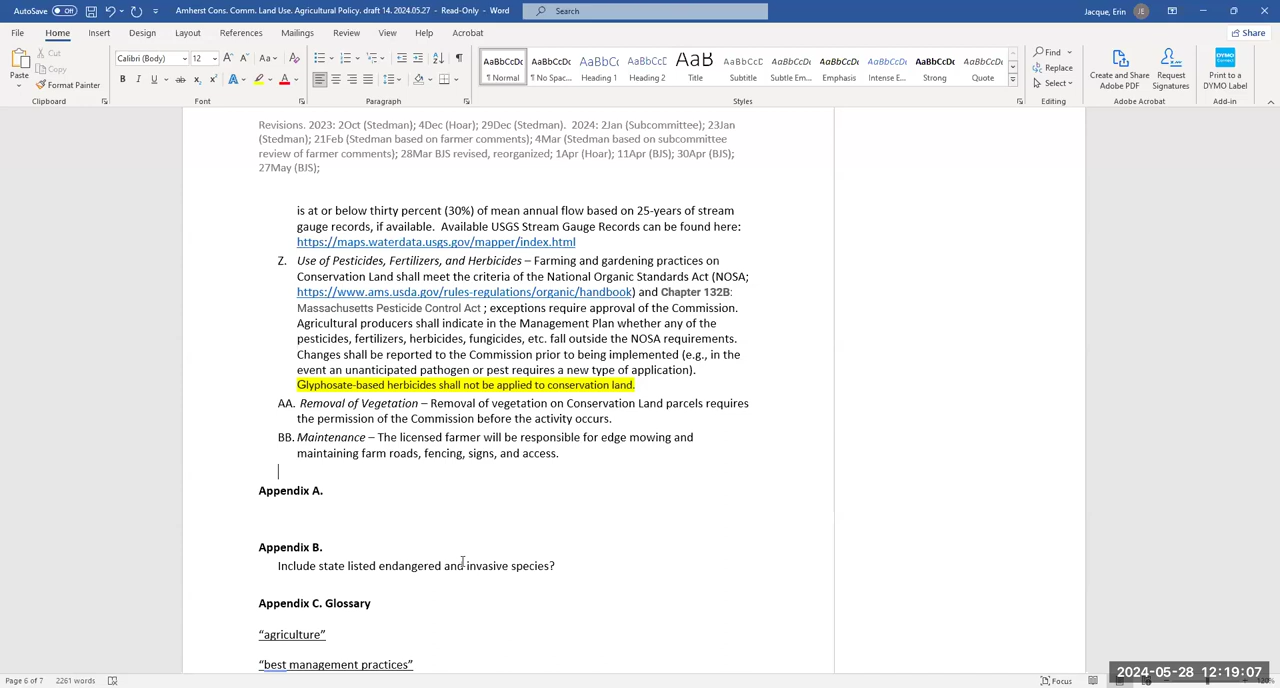 AutoSave Off Amherst Cons. Comm. Land Use. Agricultural Policy. draft 14. 2024.05.27 - Read-Only - Word Search Jacque, Erin JE
File Home Insert Design Layout References Mailings Review View Help Acrobat Share
Paste Cut Copy Format Painter
Calibri (Body) 12
AaBbCcDc AaBbCcDc AaBbC AaBbCcD AaB AaBbCcD AaBbCcDc AaBbCcDc AaBbCcDc AaBbCcDc AaBbCcDc
¶ Normal ¶ No Spac... Heading 1 Heading 2 Title Subtitle Subtle Em... Emphasis Intense E... Strong Quote
Find Replace Select
Create and Share Adobe PDF Request Signatures Print to a DYMO Label
Clipboard Font Paragraph Styles Editing Adobe Acrobat Add-in
Revisions. 2023: 2Oct (Stedman); 4Dec (Hoar); 29Dec (Stedman).  2024: 2Jan (Subcommittee); 23Jan
(Stedman); 21Feb (Stedman based on farmer comments); 4Mar (Stedman based on subcommittee
review of farmer comments); 28Mar BJS revised, reorganized; 1Apr (Hoar); 11Apr (BJS); 30Apr (BJS);
27May (BJS);
is at or below thirty percent (30%) of mean annual flow based on 25-years of stream
gauge records, if available.  Available USGS Stream Gauge Records can be found here:
https://maps.waterdata.usgs.gov/mapper/index.html
Z. Use of Pesticides, Fertilizers, and Herbicides – Farming and gardening practices on
Conservation Land shall meet the criteria of the National Organic Standards Act (NOSA;
https://www.ams.usda.gov/rules-regulations/organic/handbook) and Chapter 132B:
Massachusetts Pesticide Control Act ; exceptions require approval of the Commission.
Agricultural producers shall indicate in the Management Plan whether any of the
pesticides, fertilizers, herbicides, fungicides, etc. fall outside the NOSA requirements.
Changes shall be reported to the Commission prior to being implemented (e.g., in the
event an unanticipated pathogen or pest requires a new type of application).
Glyphosate-based herbicides shall not be applied to conservation land.
AA. Removal of Vegetation – Removal of vegetation on Conservation Land parcels requires
the permission of the Commission before the activity occurs.
BB. Maintenance – The licensed farmer will be responsible for edge mowing and
maintaining farm roads, fencing, signs, and access.
Appendix A.
Appendix B.
Include state listed endangered and invasive species?
Appendix C. Glossary
“agriculture”
“best management practices”
2024-05-28 12:19:07
Page 6 of 7 2261 words Focus